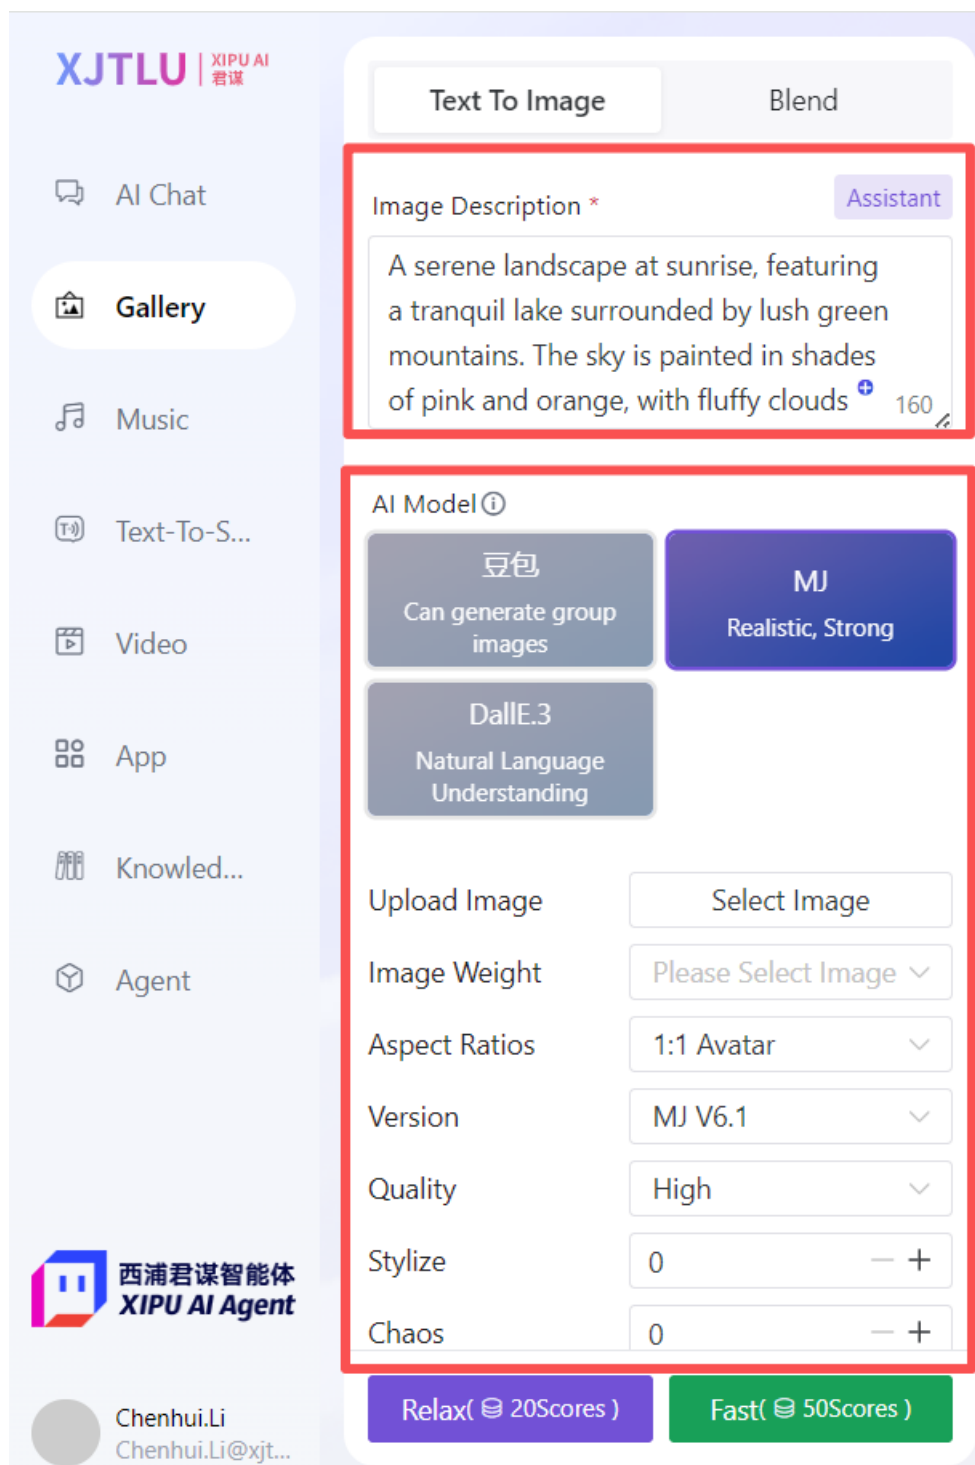 XJTLU
XIPU AI
君谋
AI Chat
Gallery
Music
Text-To-S...
Video
App
Knowled...
Agent
西浦君谋智能体
XIPU AI Agent
Chenhui.Li
Chenhui.Li@xjt...
Text To Image
Blend
Image Description *
Assistant
A serene landscape at sunrise, featuring
a tranquil lake surrounded by lush green
mountains. The sky is painted in shades
of pink and orange, with fluffy clouds
160
AI Model
豆包
Can generate group
images
MJ
Realistic, Strong
DallE.3
Natural Language
Understanding
Upload Image
Select Image
Image Weight
Please Select Image
Aspect Ratios
1:1 Avatar
Version
MJ V6.1
Quality
High
Stylize
0
Chaos
0
Relax( 20Scores )
Fast( 50Scores )